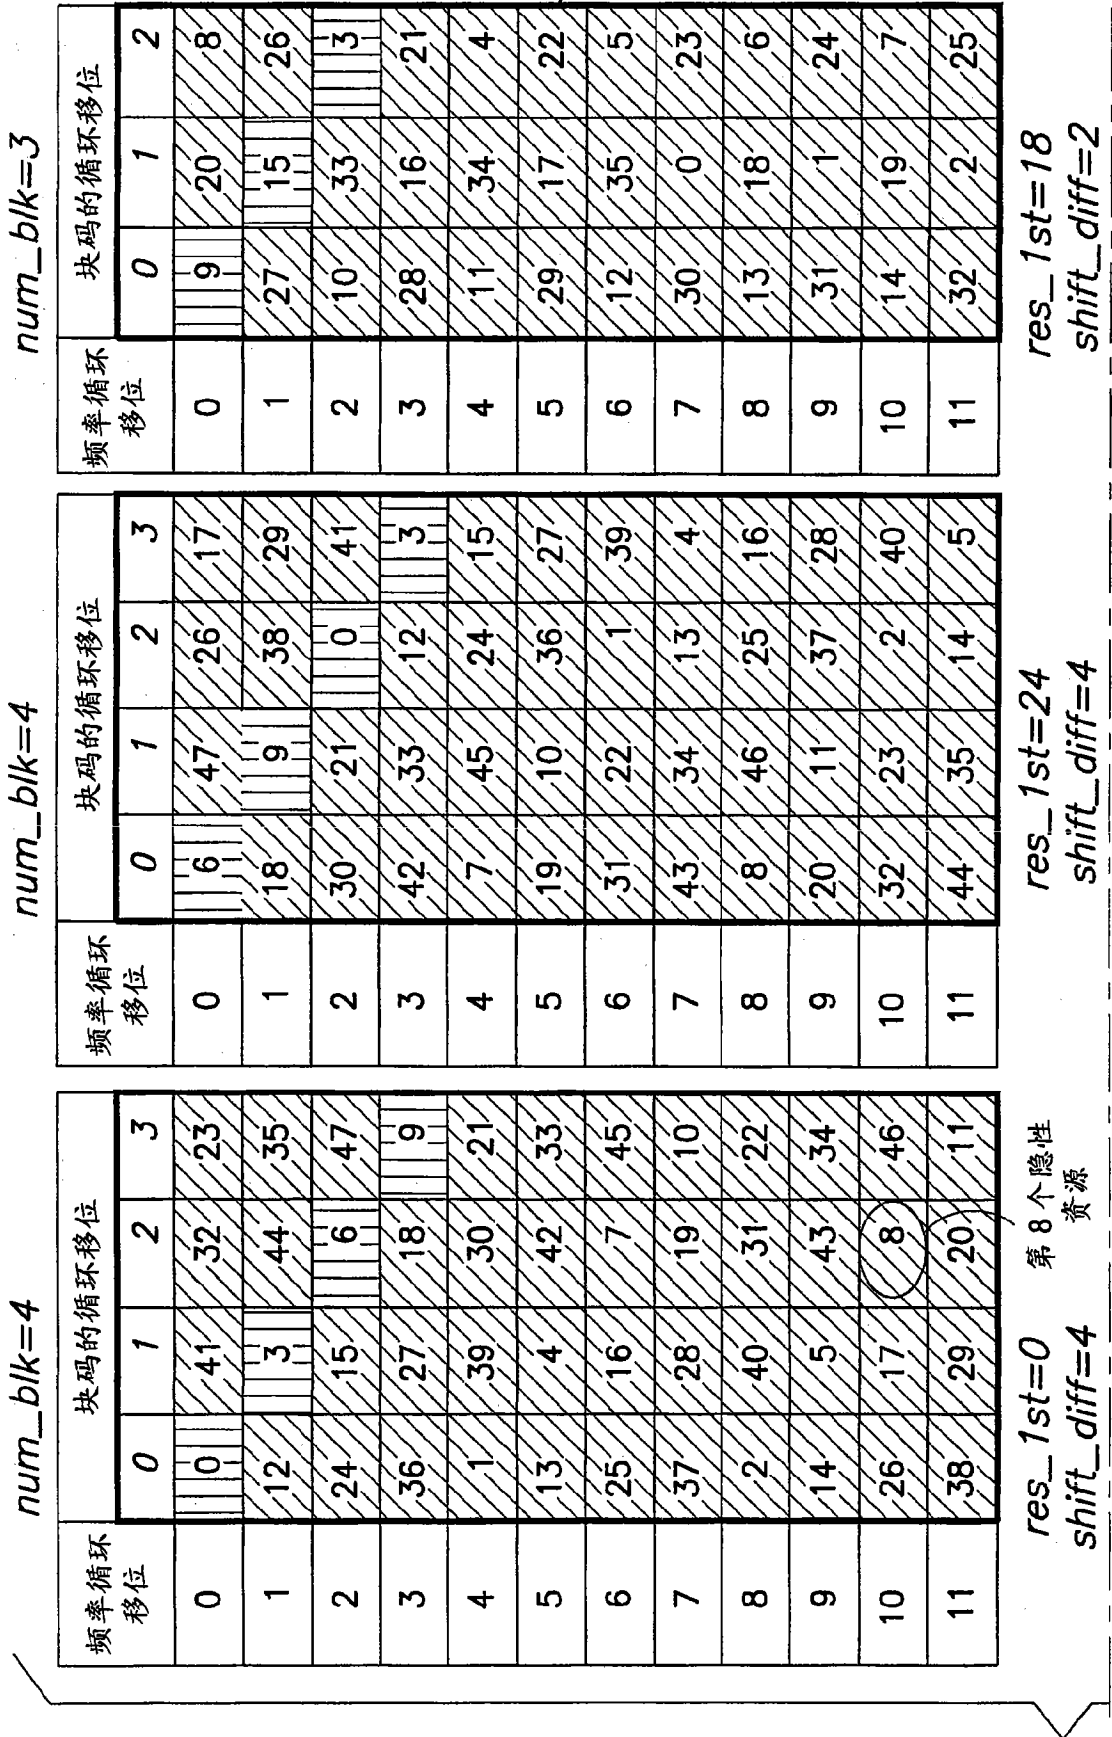 num_blk=4
频率循环移位 块码的循环移位
0 1 2 3
0 0 41 32 23
1 12 3 44 35
2 24 15 6 47
3 36 27 18 9
4 1 39 30 21
5 13 4 42 33
6 25 16 7 45
7 37 28 19 10
8 2 40 31 22
9 14 5 43 34
10 26 17 8 46
11 38 29 20 11
res_1st=0
shift_diff=4
第8个隐性
资源
num_blk=4
频率循环移位 块码的循环移位
0 1 2 3
0 6 47 26 17
1 18 9 38 29
2 30 21 0 41
3 42 33 12 3
4 7 45 24 15
5 19 10 36 27
6 31 22 1 39
7 43 34 13 4
8 8 46 25 16
9 20 11 37 28
10 32 23 2 40
11 44 35 14 5
res_1st=24
shift_diff=4
num_blk=3
频率循环移位 块码的循环移位
0 1 2
0 9 20 8
1 27 15 26
2 10 33 3
3 28 16 21
4 11 34 4
5 29 17 22
6 12 35 5
7 30 0 23
8 13 18 6
9 31 1 24
10 14 19 7
11 32 2 25
res_1st=18
shift_diff=2